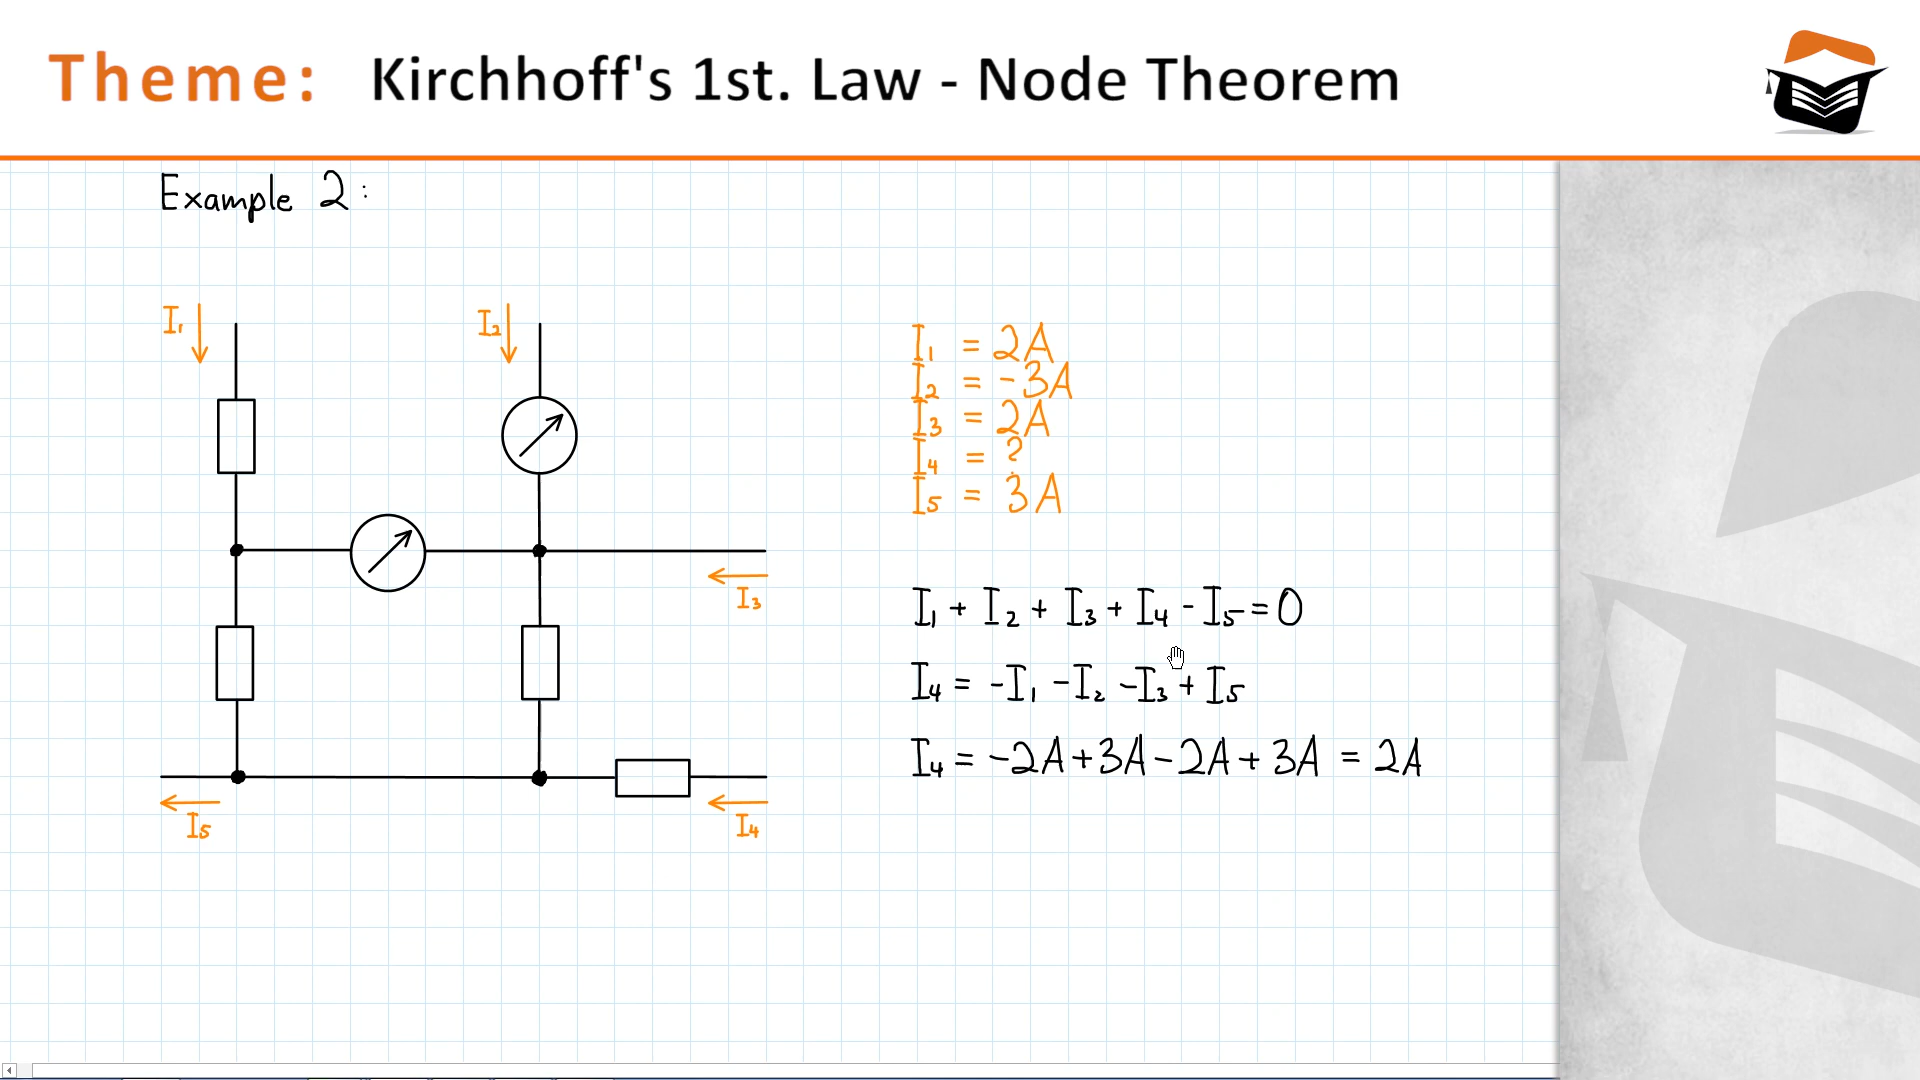 Theme: Kirchhoff's 1st. Law - Node Theorem
Example 2:
I₁
I₂
I₃
I₅
I₄
I₁ = 2A
I₂ = -3A
I₃ = 2A
I₄ = ?
I₅ = 3A
I₁ + I₂ + I₃ + I₄ - I₅ = 0
I₄ = -I₁ - I₂ - I₃ + I₅
I₄ = -2A + 3A - 2A + 3A = 2A